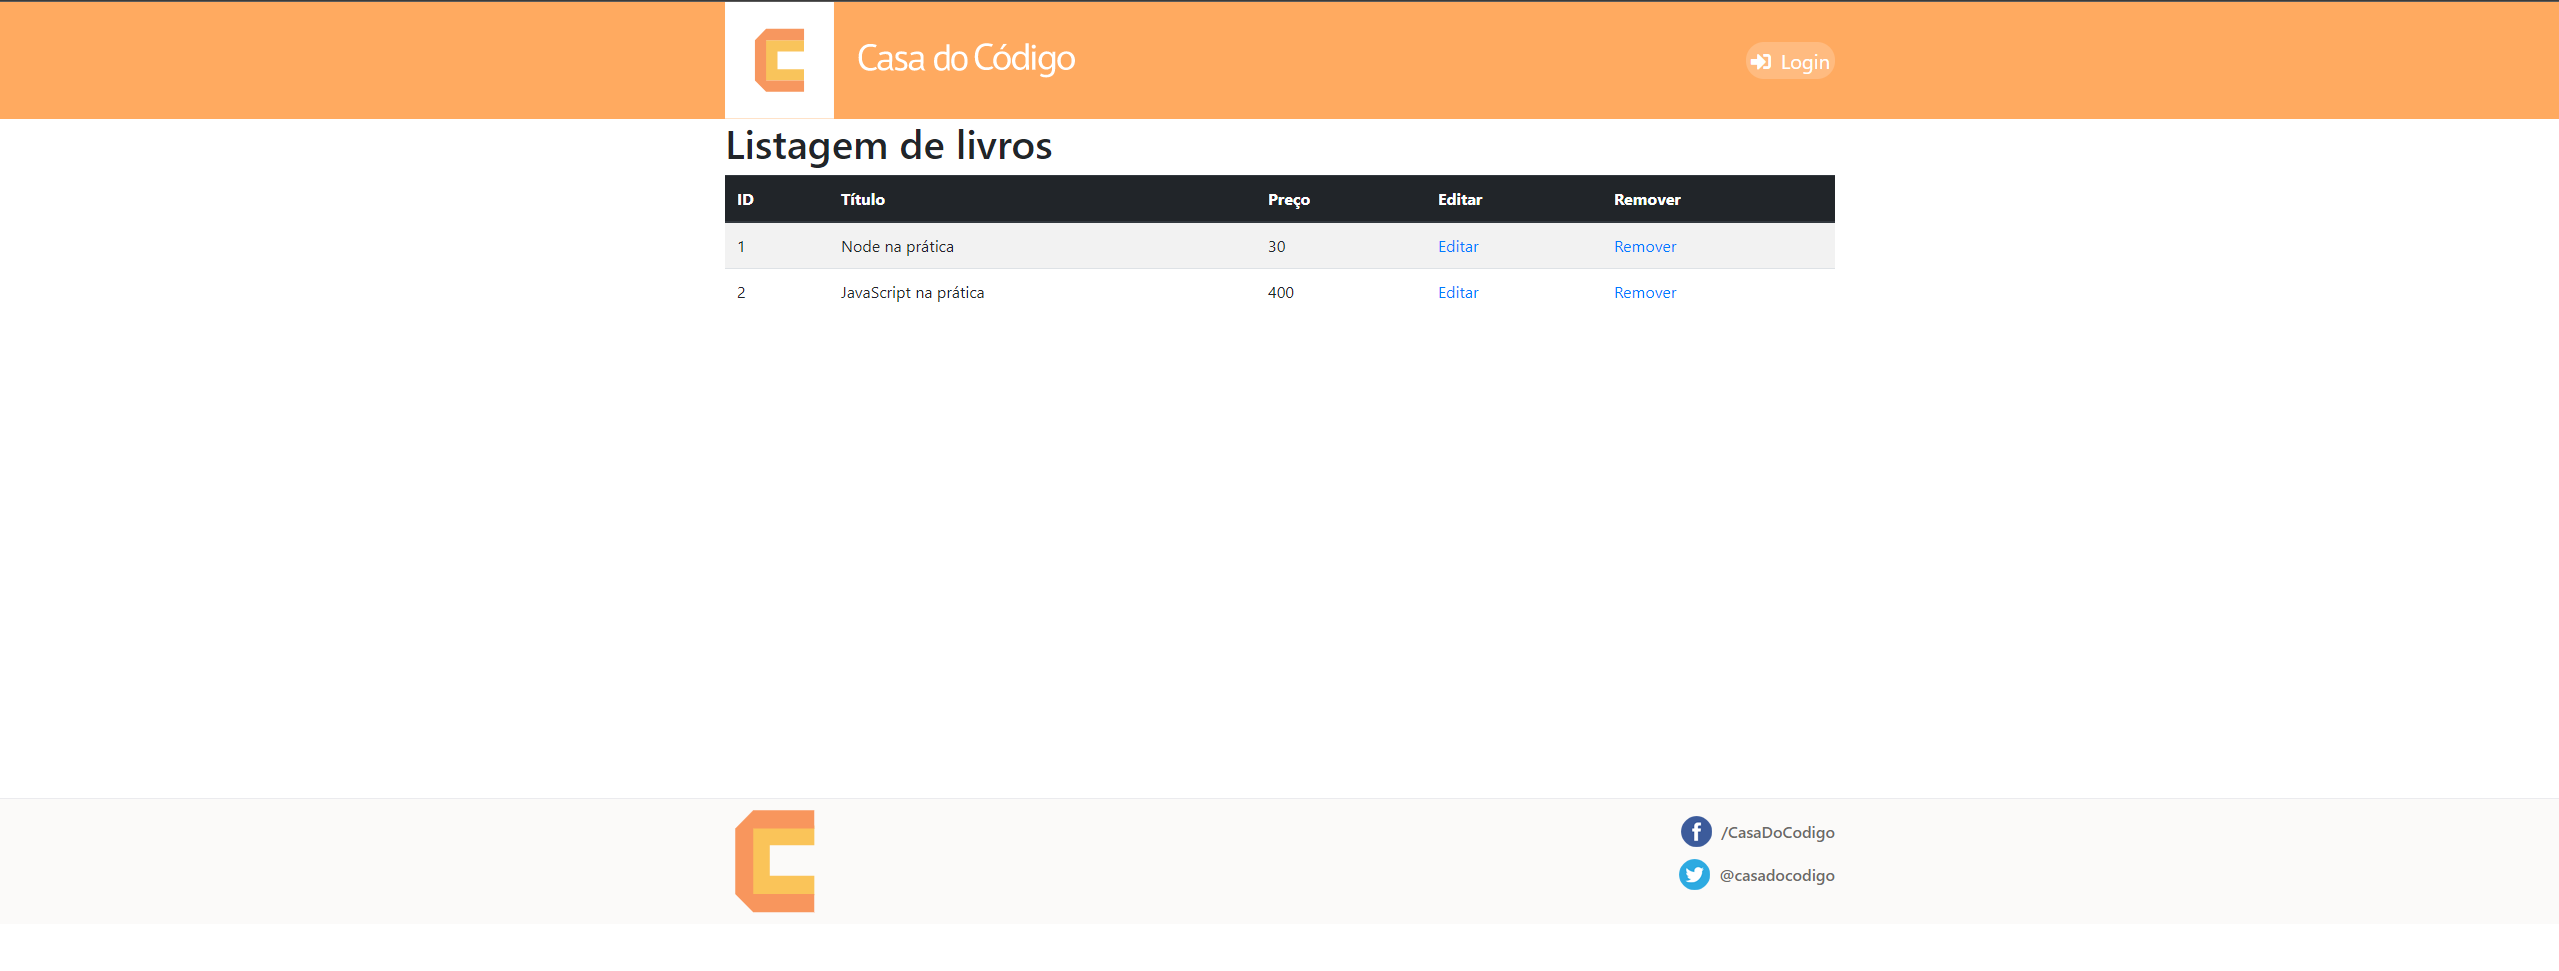 Casa do Código
Login
Listagem de livros
ID Título Preço Editar Remover
1 Node na prática 30 Editar Remover
2 JavaScript na prática 400 Editar Remover
/CasaDoCodigo
@casadocodigo